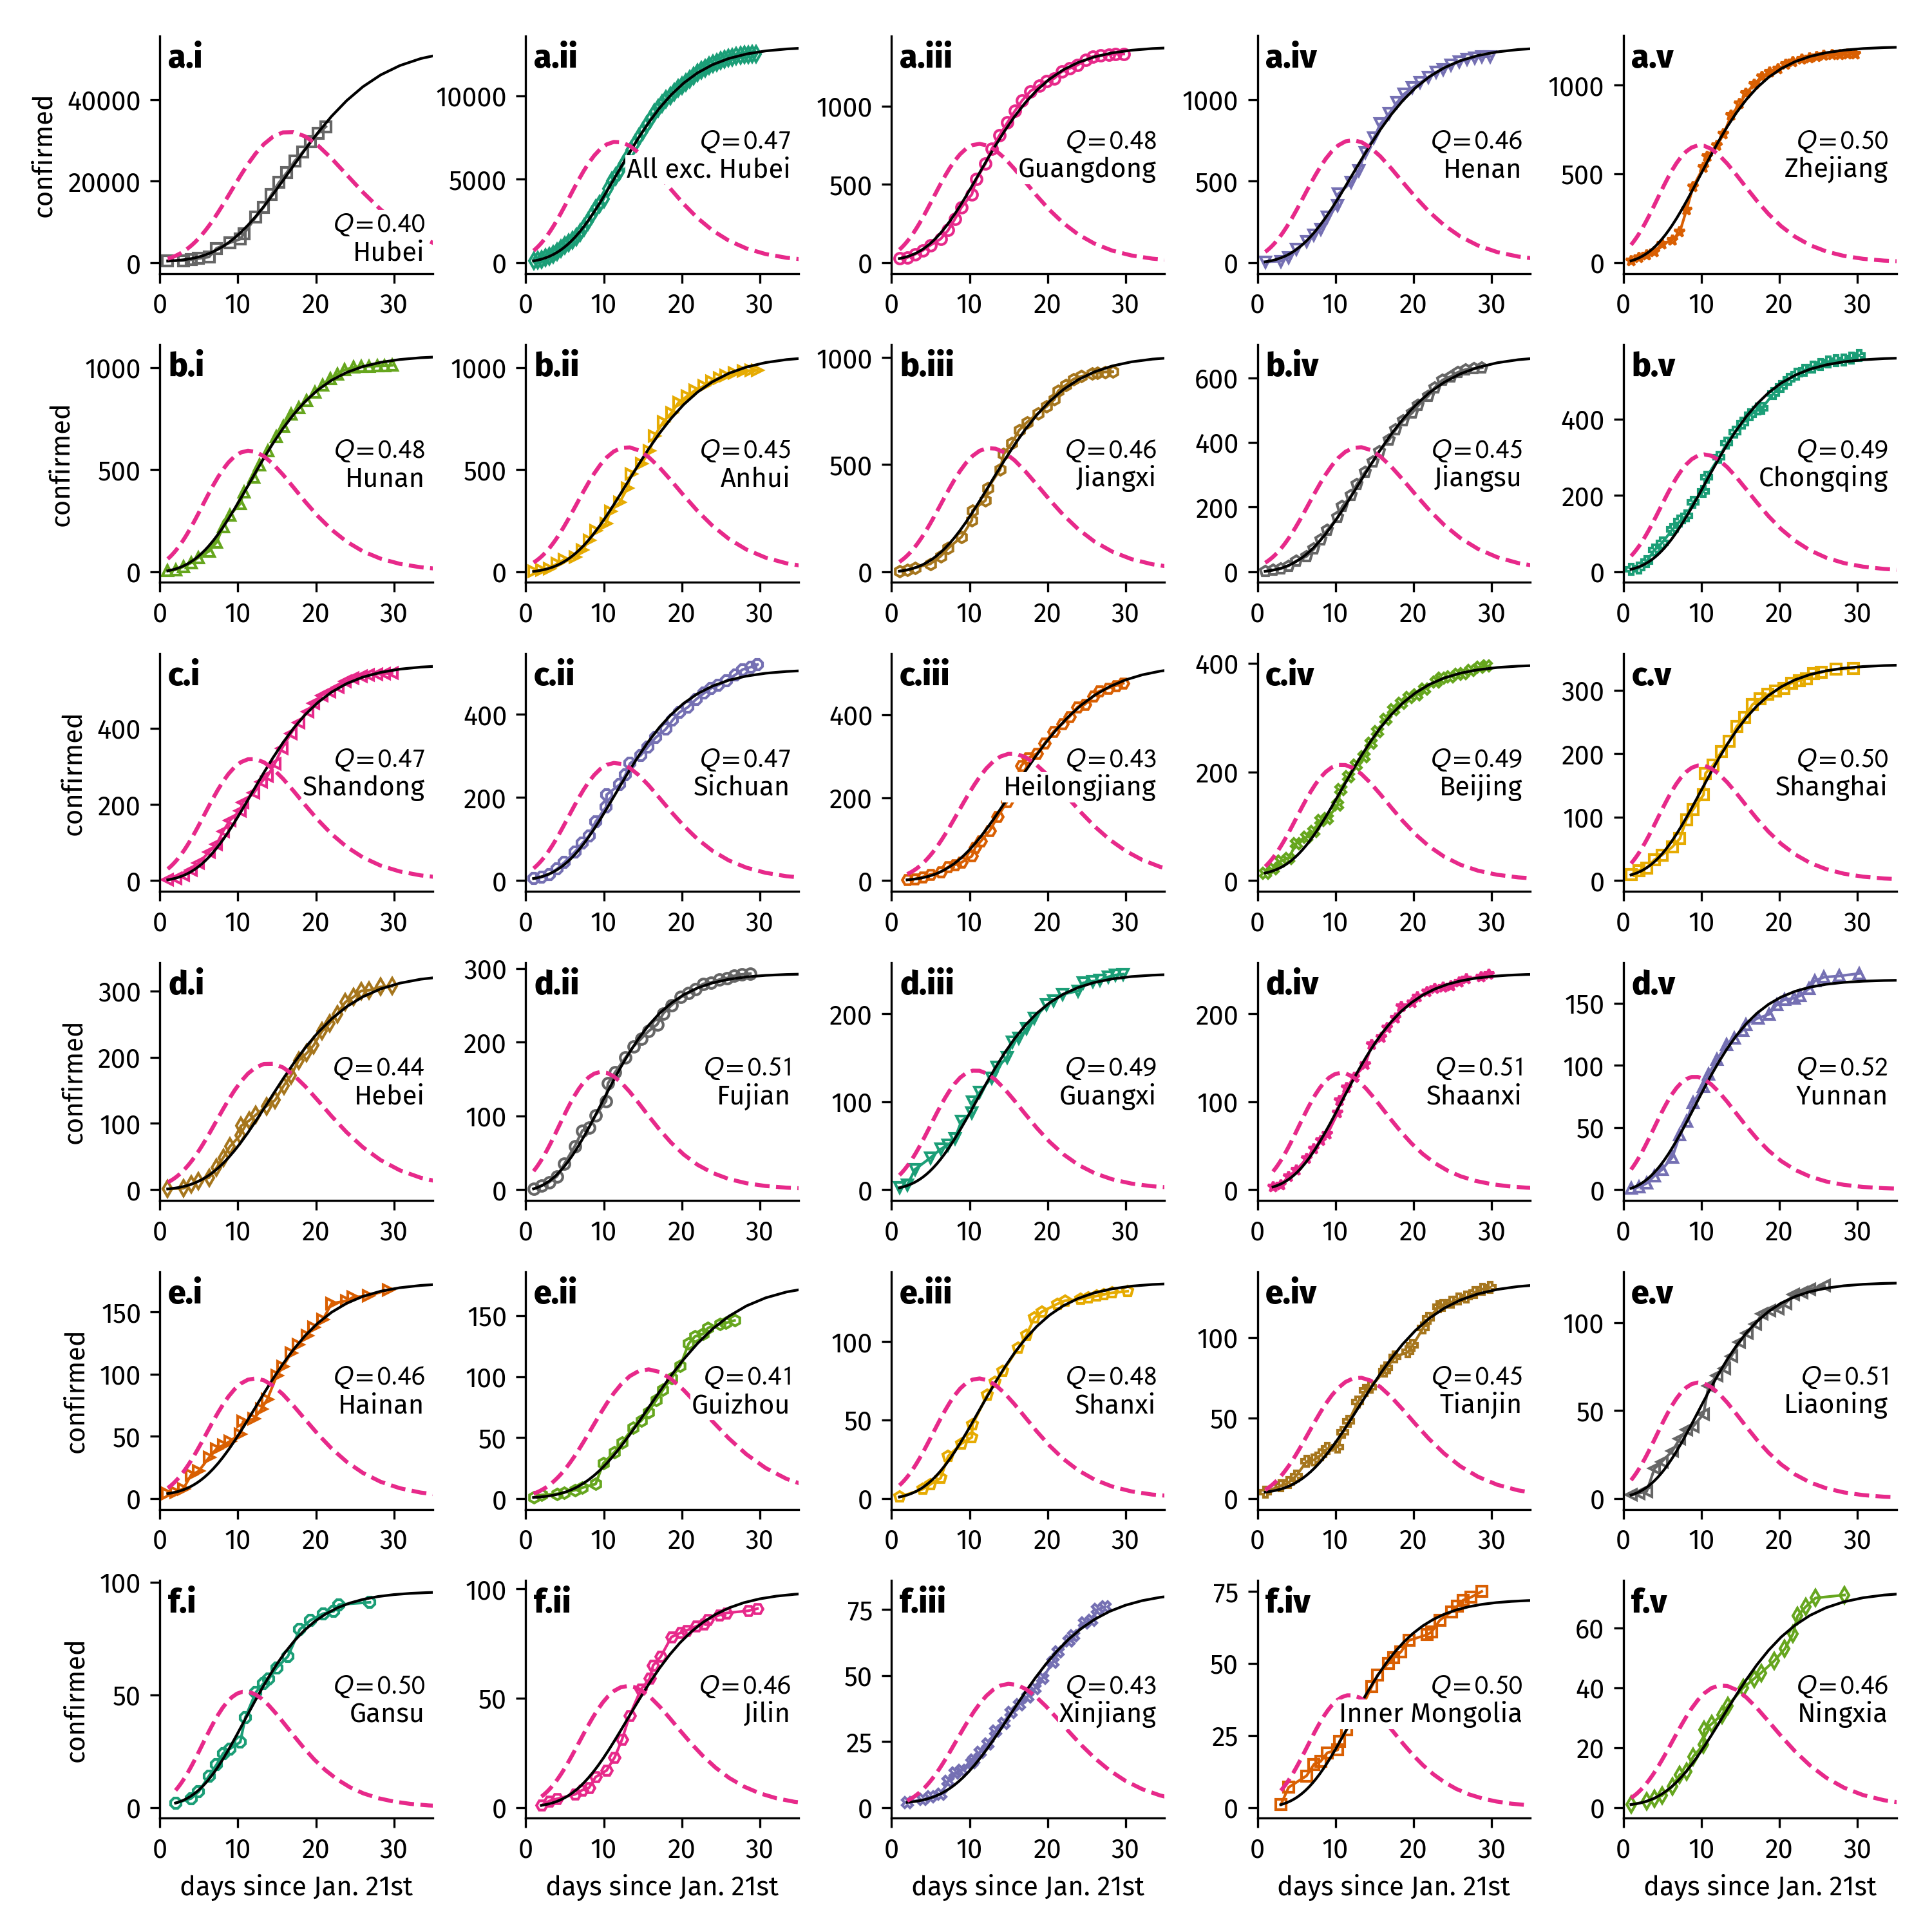 a.i
confirmed
40000
20000
0
Q=0.40
Hubei
0 10 20 30
a.ii
10000
5000
0
Q=0.47
All exc. Hubei
0 10 20 30
a.iii
1000
500
0
Q=0.48
Guangdong
0 10 20 30
a.iv
1000
500
0
Q=0.46
Henan
0 10 20 30
a.v
1000
500
0
Q=0.50
Zhejiang
0 10 20 30
b.i
confirmed
1000
500
0
Q=0.48
Hunan
0 10 20 30
b.ii
1000
500
0
Q=0.45
Anhui
0 10 20 30
b.iii
1000
500
0
Q=0.46
Jiangxi
0 10 20 30
b.iv
600
400
200
0
Q=0.45
Jiangsu
0 10 20 30
b.v
400
200
0
Q=0.49
Chongqing
0 10 20 30
c.i
confirmed
400
200
0
Q=0.47
Shandong
0 10 20 30
c.ii
400
200
0
Q=0.47
Sichuan
0 10 20 30
c.iii
400
200
0
Q=0.43
Heilongjiang
0 10 20 30
c.iv
400
200
0
Q=0.49
Beijing
0 10 20 30
c.v
300
200
100
0
Q=0.50
Shanghai
0 10 20 30
d.i
confirmed
300
200
100
0
Q=0.44
Hebei
0 10 20 30
d.ii
300
200
100
0
Q=0.51
Fujian
0 10 20 30
d.iii
200
100
0
Q=0.49
Guangxi
0 10 20 30
d.iv
200
100
0
Q=0.51
Shaanxi
0 10 20 30
d.v
150
100
50
0
Q=0.52
Yunnan
0 10 20 30
e.i
confirmed
150
100
50
0
Q=0.46
Hainan
0 10 20 30
e.ii
150
100
50
0
Q=0.41
Guizhou
0 10 20 30
e.iii
100
50
0
Q=0.48
Shanxi
0 10 20 30
e.iv
100
50
0
Q=0.45
Tianjin
0 10 20 30
e.v
100
50
0
Q=0.51
Liaoning
0 10 20 30
f.i
confirmed
100
50
0
Q=0.50
Gansu
0 10 20 30
days since Jan. 21st
f.ii
100
50
0
Q=0.46
Jilin
0 10 20 30
days since Jan. 21st
f.iii
75
50
25
0
Q=0.43
Xinjiang
0 10 20 30
days since Jan. 21st
f.iv
75
50
25
0
Q=0.50
Inner Mongolia
0 10 20 30
days since Jan. 21st
f.v
60
40
20
0
Q=0.46
Ningxia
0 10 20 30
days since Jan. 21st